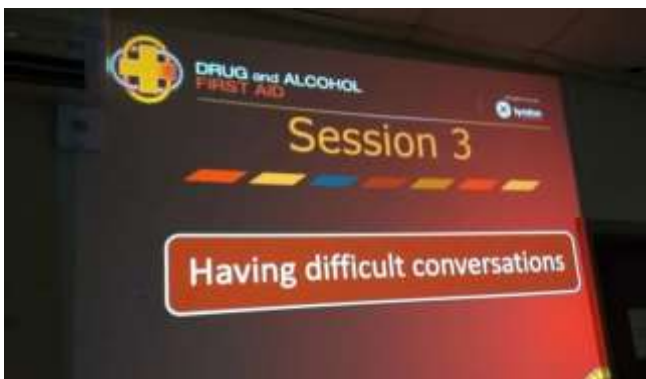 DRUG and ALCOHOL
FIRST AID
Session 3
Having difficult conversations